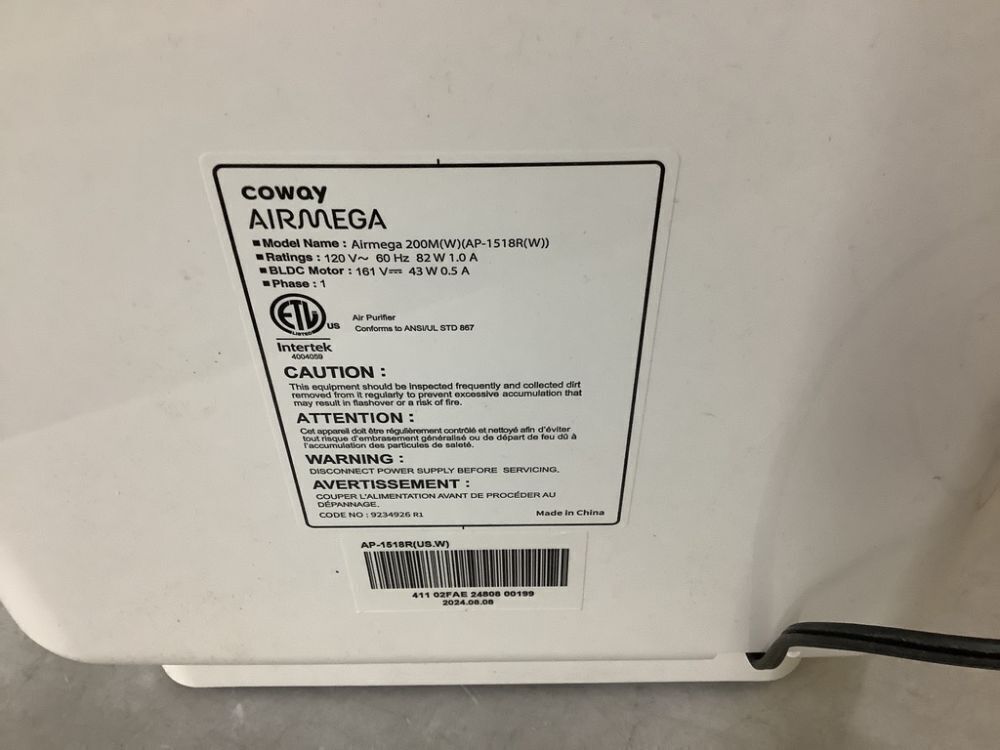 coway
AIRMEGA
■ Model Name : Airmega 200M(W)(AP-1518R(W))
■ Ratings : 120 V~ 60 Hz 82 W 1.0 A
■ BLDC Motor : 161 V⎓ 43 W 0.5 A
■ Phase : 1
ETL
LISTED
US
Intertek
4004059
Air Purifier
Conforms to ANSI/UL STD 867
CAUTION :
This equipment should be inspected frequently and collected dirt
removed from it regularly to prevent excessive accumulation that
may result in flashover or a risk of fire.
ATTENTION :
Cet appareil doit être régulièrement contrôlé et nettoyé afin d'éviter
tout risque d'embrasement généralisé ou de départ de feu dû à
l'accumulation des particules de saleté.
WARNING :
DISCONNECT POWER SUPPLY BEFORE SERVICING.
AVERTISSEMENT :
COUPER L'ALIMENTATION AVANT DE PROCÉDER AU
DÉPANNAGE.
CODE NO : 9234926 R1
Made in China
AP-1518R(US.W)
411 02FAE 24808 00199
2024.08.08